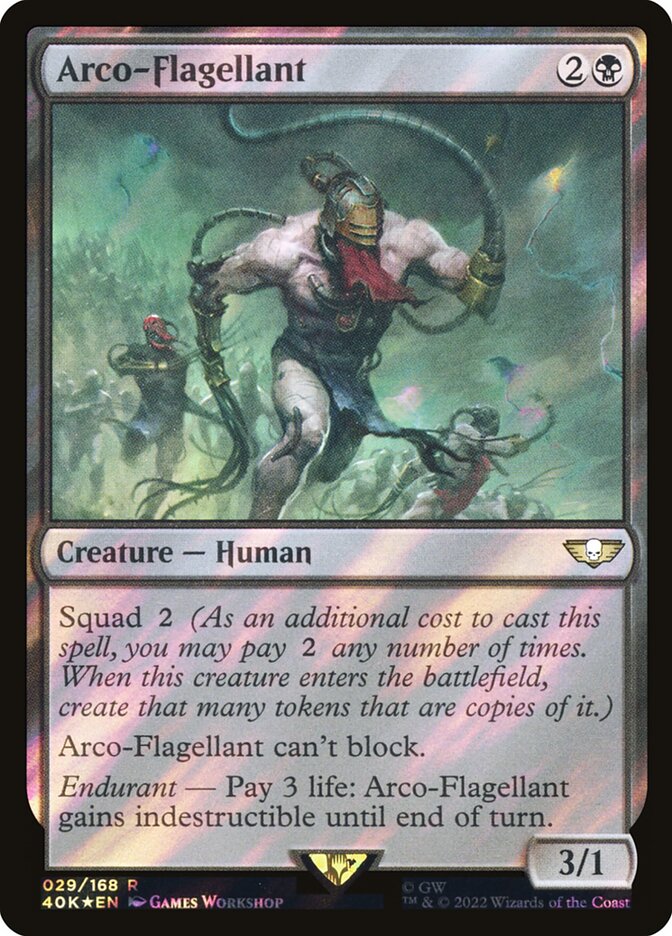 Arco-Flagellant 2
Creature — Human
Squad 2 (As an additional cost to cast this
spell, you may pay 2 any number of times.
When this creature enters the battlefield,
create that many tokens that are copies of it.)
Arco-Flagellant can't block.
Endurant — Pay 3 life: Arco-Flagellant
gains indestructible until end of turn.
3/1
029/168 R
40K★EN GAMES WORKSHOP
© GW
™ & © 2022 Wizards of the Coast